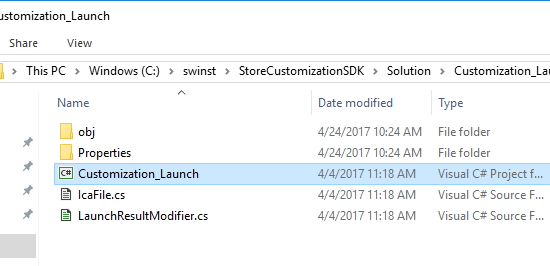 ustomization_Launch
Share View
This PC > Windows (C:) > swinst > StoreCustomizationSDK > Solution > Customization_Lau
Name Date modified Type
obj 4/24/2017 10:24 AM File folder
Properties 4/24/2017 10:24 AM File folder
C# Customization_Launch 4/4/2017 11:18 AM Visual C# Project f...
IcaFile.cs 4/4/2017 11:18 AM Visual C# Source F...
LaunchResultModifier.cs 4/4/2017 11:18 AM Visual C# Source F...